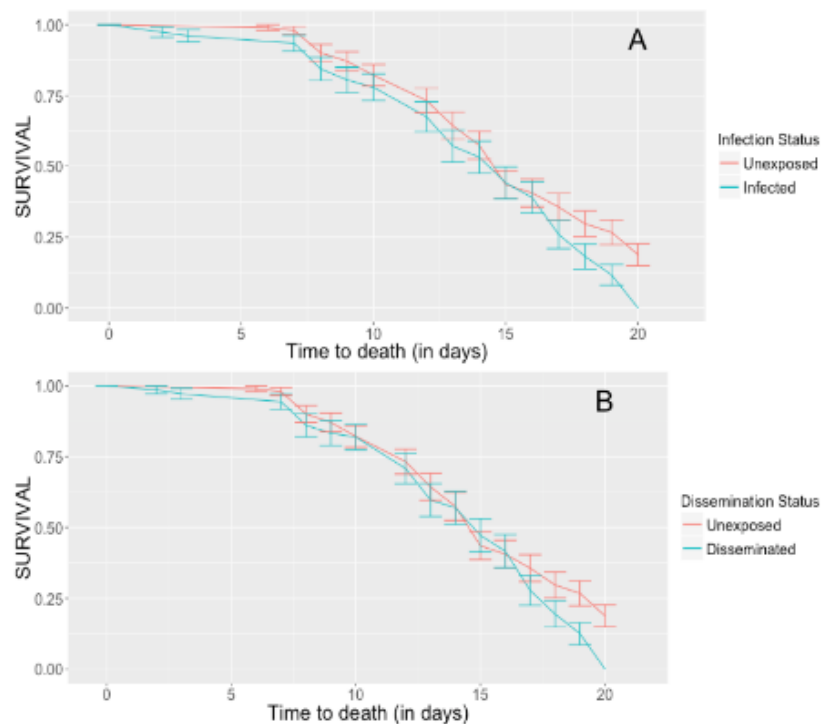 A
1.00
0.75
0.50
0.25
0.00
SURVIVAL
0
5
10
15
20
Time to death (in days)
Infection Status
Unexposed
Infected
B
1.00
0.75
0.50
0.25
0.00
SURVIVAL
0
5
10
15
20
Time to death (in days)
Dissemination Status
Unexposed
Disseminated